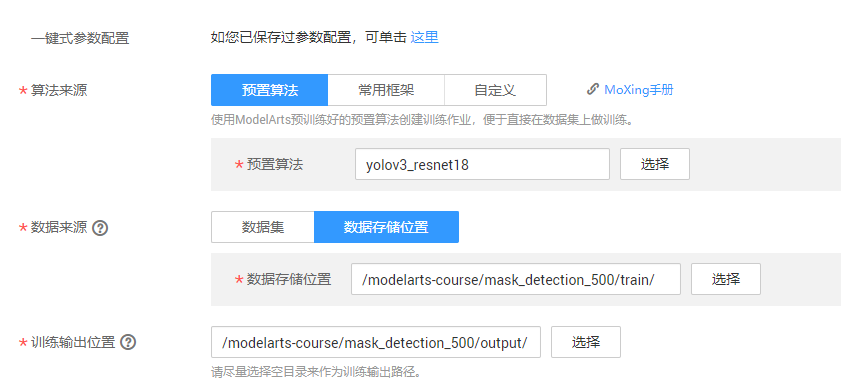 一键式参数配置 如您已保存过参数配置，可单击 这里
* 算法来源 预置算法 常用框架 自定义 MoXing手册
使用ModelArts预训练好的预置算法创建训练作业，便于直接在数据集上做训练。
* 预置算法 yolov3_resnet18 选择
* 数据来源 ? 数据集 数据存储位置
* 数据存储位置 /modelarts-course/mask_detection_500/train/ 选择
* 训练输出位置 ? /modelarts-course/mask_detection_500/output/ 选择
请尽量选择空目录来作为训练输出路径。